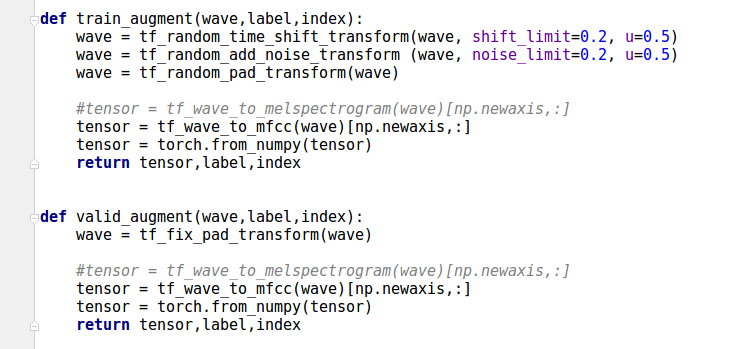 def train_augment(wave,label,index):
    wave = tf_random_time_shift_transform(wave, shift_limit=0.2, u=0.5)
    wave = tf_random_add_noise_transform (wave, noise_limit=0.2, u=0.5)
    wave = tf_random_pad_transform(wave)

    #tensor = tf_wave_to_melspectrogram(wave)[np.newaxis,:]
    tensor = tf_wave_to_mfcc(wave)[np.newaxis,:]
    tensor = torch.from_numpy(tensor)
    return tensor,label,index


def valid_augment(wave,label,index):
    wave = tf_fix_pad_transform(wave)

    #tensor = tf_wave_to_melspectrogram(wave)[np.newaxis,:]
    tensor = tf_wave_to_mfcc(wave)[np.newaxis,:]
    tensor = torch.from_numpy(tensor)
    return tensor,label,index